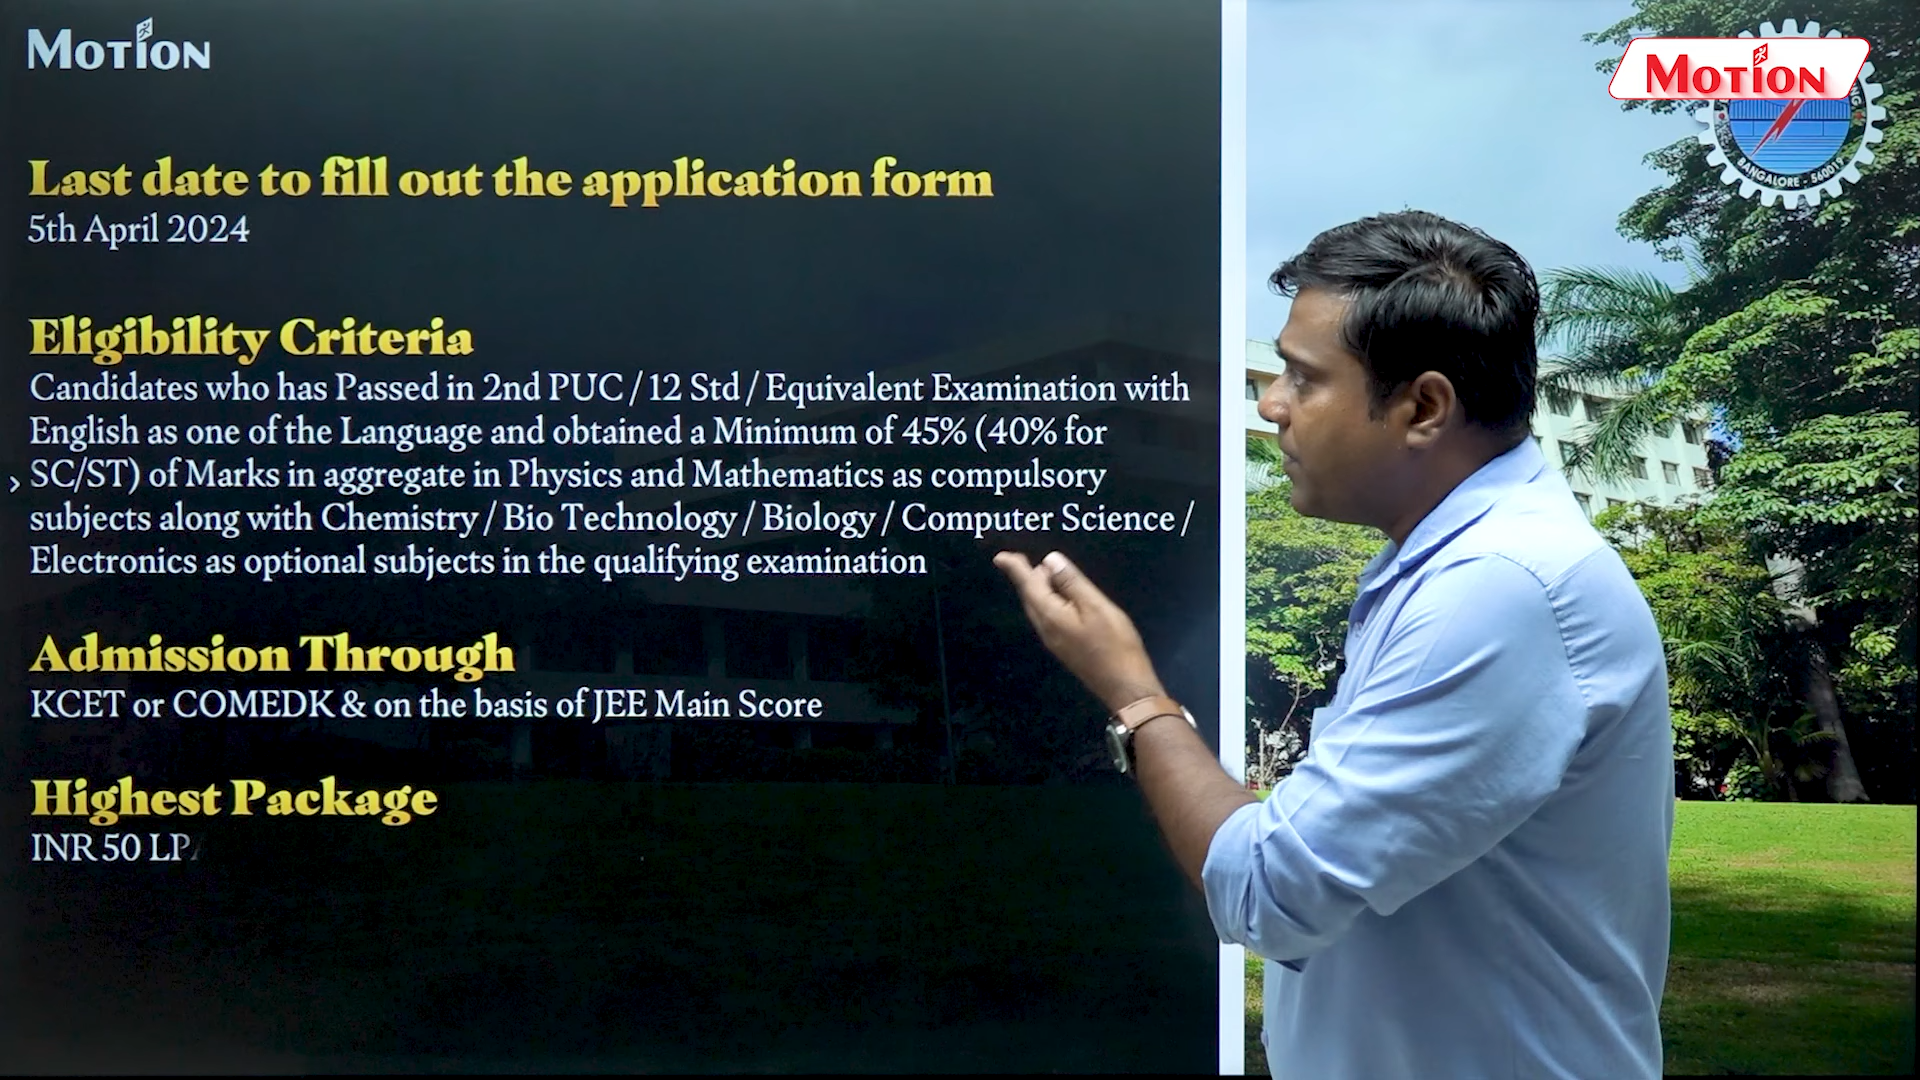 MOTION
MOTION
Last date to fill out the application form
5th April 2024
Eligibility Criteria
Candidates who has Passed in 2nd PUC / 12 Std / Equivalent Examination with
English as one of the Language and obtained a Minimum of 45% (40% for
SC/ST) of Marks in aggregate in Physics and Mathematics as compulsory
subjects along with Chemistry / Bio Technology / Biology / Computer Science /
Electronics as optional subjects in the qualifying examination
Admission Through
KCET or COMEDK & on the basis of JEE Main Score
Highest Package
INR 50 LPA
BANGALORE - 560019